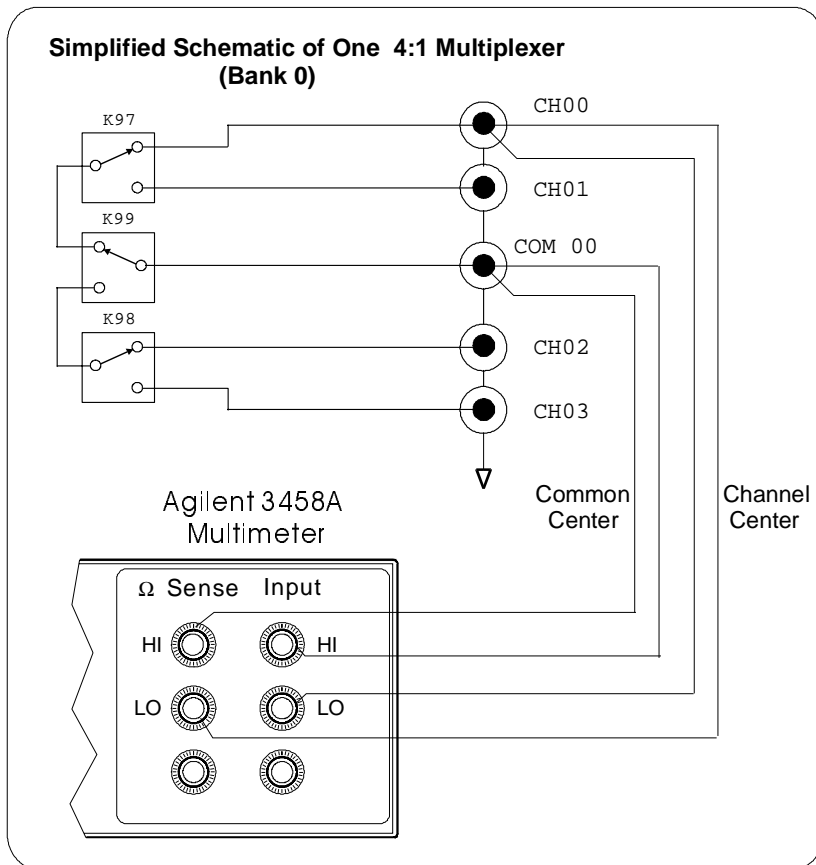 Simplified Schematic of One 4:1 Multiplexer
(Bank 0)
K97
CH00
CH01
K99
COM 00
K98
CH02
CH03
Agilent 3458A
Multimeter
Common
Center
Channel
Center
Ω Sense Input
HI HI
LO LO